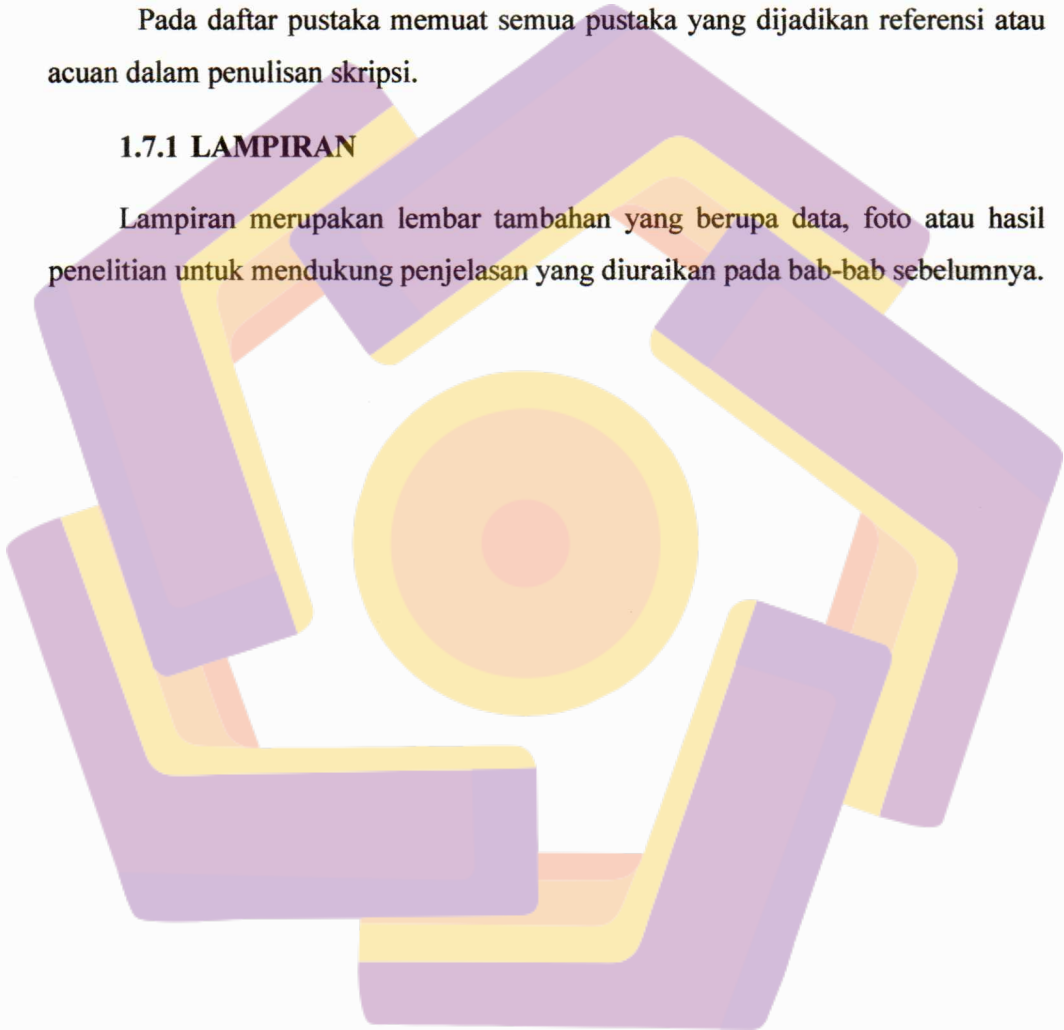 Pada daftar pustaka memuat semua pustaka yang dijadikan referensi atau
acuan dalam penulisan skripsi.
1.7.1 LAMPIRAN
Lampiran merupakan lembar tambahan yang berupa data, foto atau hasil
penelitian untuk mendukung penjelasan yang diuraikan pada bab-bab sebelumnya.